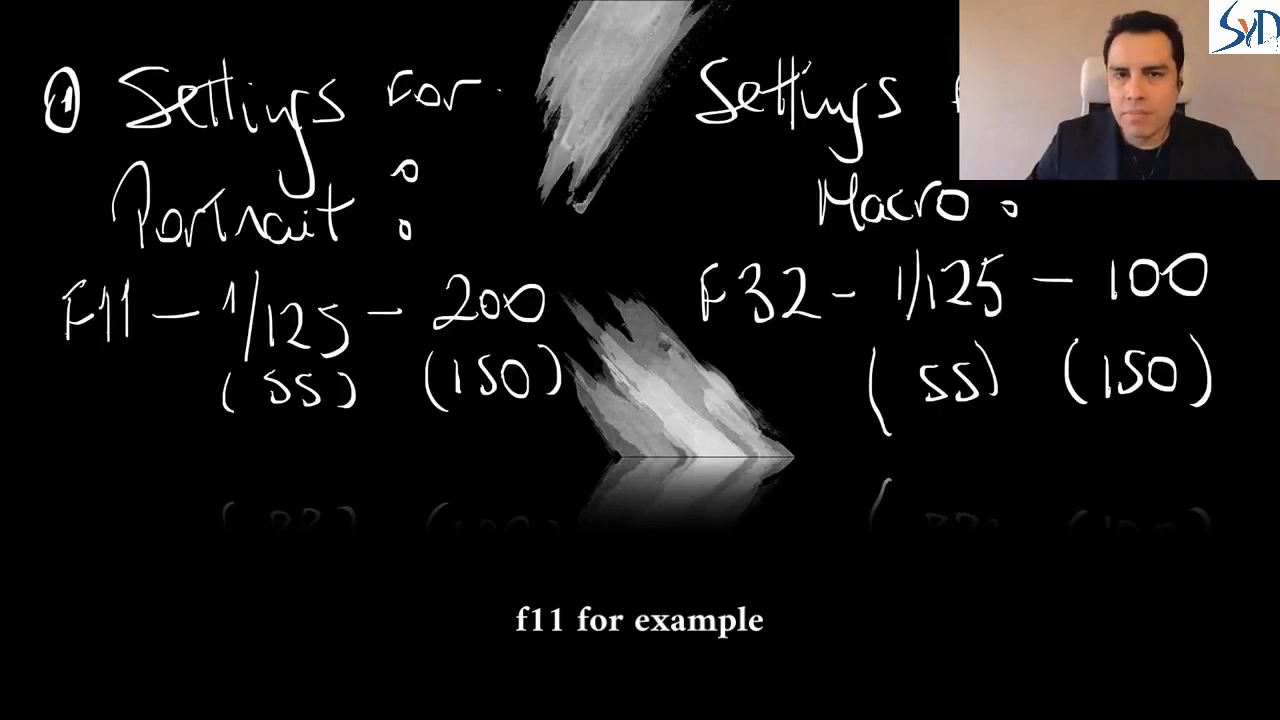 SyD
1 Settings For
Portrait :
F11 – 1/125 – 200
(55) (150)
Settings
Macro :
F32 – 1/125 – 100
(55) (150)
f11 for example